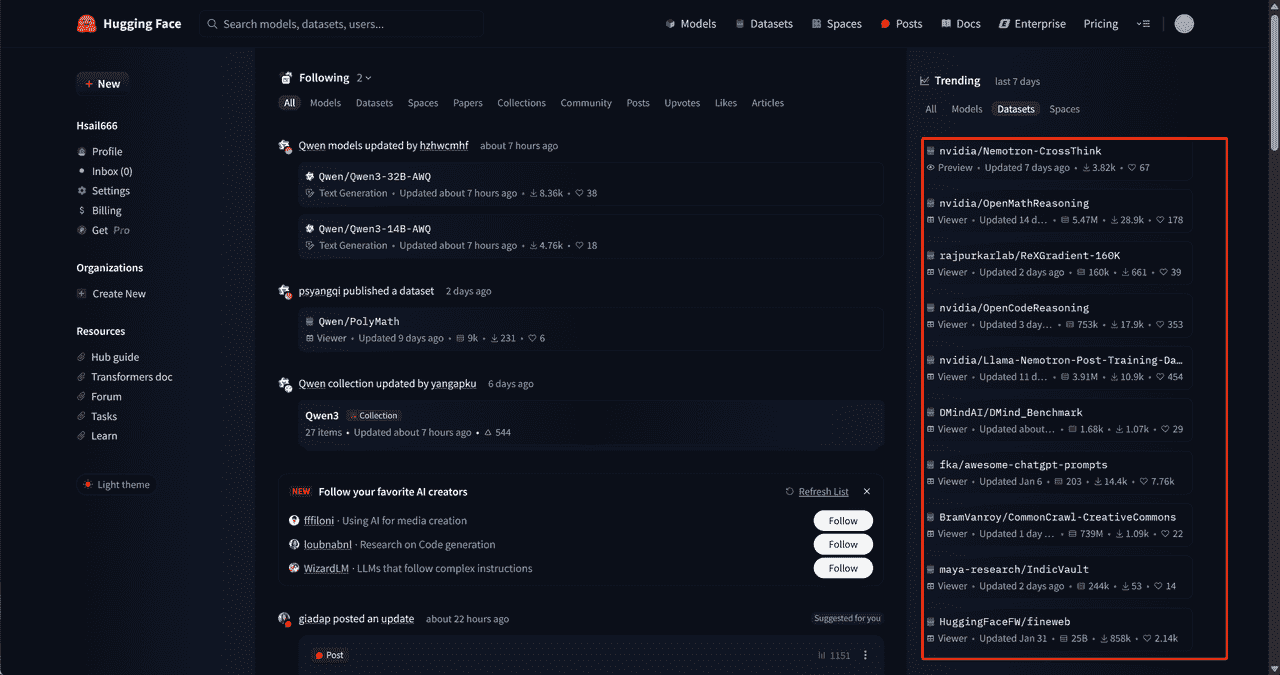 Hugging Face
Search models, datasets, users...
Models
Datasets
Spaces
Posts
Docs
Enterprise
Pricing
+ New
Hsail666
Profile
Inbox (0)
Settings
Billing
Get Pro
Organizations
Create New
Resources
Hub guide
Transformers doc
Forum
Tasks
Learn
Light theme
Following 2
All Models Datasets Spaces Papers Collections Community Posts Upvotes Likes Articles
Qwen models updated by hzhwcmhf about 7 hours ago
Qwen/Qwen3-32B-AWQ
Text Generation • Updated about 7 hours ago • 8.36k • 38
Qwen/Qwen3-14B-AWQ
Text Generation • Updated about 7 hours ago • 4.76k • 18
psyangqi published a dataset 2 days ago
Qwen/PolyMath
Viewer • Updated 9 days ago • 9k • 231 • 6
Qwen collection updated by yangapku 6 days ago
Qwen3 Collection
27 items • Updated about 7 hours ago • 544
NEW Follow your favorite AI creators Refresh List
fffiloni · Using AI for media creation Follow
loubnabnl · Research on Code generation Follow
WizardLM · LLMs that follow complex instructions Follow
giadap posted an update about 22 hours ago Suggested for you
Post 1151
Trending last 7 days
All Models Datasets Spaces
nvidia/Nemotron-CrossThink
Preview • Updated 7 days ago • 3.82k • 67
nvidia/OpenMathReasoning
Viewer • Updated 14 d... • 5.47M • 28.9k • 178
rajpurkarlab/ReXGradient-160K
Viewer • Updated 2 days ago • 160k • 661 • 39
nvidia/OpenCodeReasoning
Viewer • Updated 3 day... • 753k • 17.9k • 353
nvidia/Llama-Nemotron-Post-Training-Da...
Viewer • Updated 11 d... • 3.91M • 10.9k • 454
DMindAI/DMind_Benchmark
Viewer • Updated about... • 1.68k • 1.07k • 29
fka/awesome-chatgpt-prompts
Viewer • Updated Jan 6 • 203 • 14.4k • 7.76k
BramVanroy/CommonCrawl-CreativeCommons
Viewer • Updated 1 day ... • 739M • 1.09k • 22
maya-research/IndicVault
Viewer • Updated 2 days ago • 244k • 53 • 14
HuggingFaceFW/fineweb
Viewer • Updated Jan 31 • 25B • 858k • 2.14k